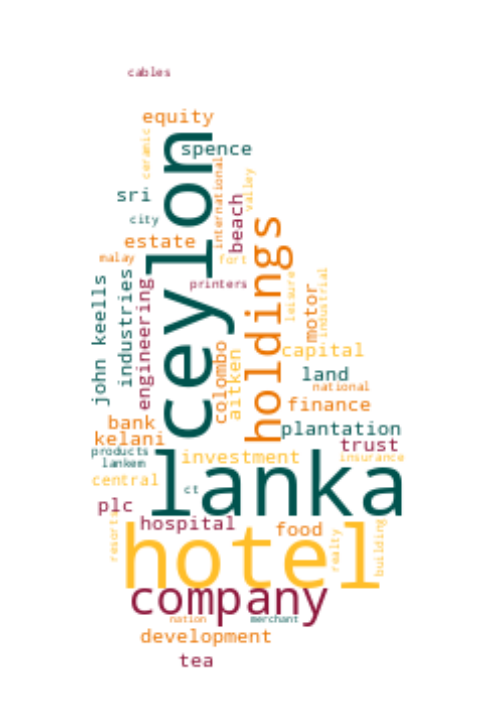 cables
equity
ceramic
ceylon
spence
international
valley
sri
beach
city
holdings
estate
malay
fort
industries
john keells
engineering
printers
leisure
industrial
motor
colombo
aitken
capital
land
national
finance
bank
plantation
kelani
trust
products
investment
insurance
lankem
lanka
central
ct
plc
hospital
food
resorts
hotel
realty
building
company
nation
merchant
development
tea